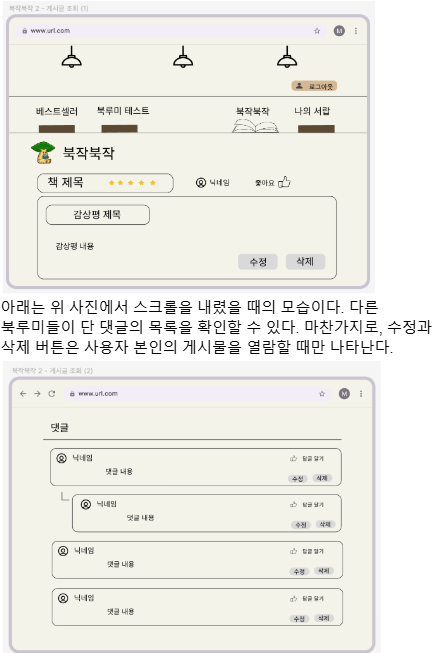 북작북작 2 - 게시글 조회 (1)
www.url.com
M
로그아웃
베스트셀러 북루미 테스트 북작북작 나의 서랍
북작북작
책 제목 닉네임 좋아요
감상평 제목
감상평 내용
수정 삭제
아래는 위 사진에서 스크롤을 내렸을 때의 모습이다. 다른
북루미들이 단 댓글의 목록을 확인할 수 있다. 마찬가지로, 수정과
삭제 버튼은 사용자 본인의 게시물을 열람할 때만 나타난다.
북작북작 2 - 게시글 조회 (2)
www.url.com
M
댓글
닉네임 답글 달기
댓글 내용
수정 삭제
닉네임 답글 달기
댓글 내용
수정 삭제
닉네임 답글 달기
댓글 내용
수정 삭제
닉네임 답글 달기
댓글 내용
수정 삭제